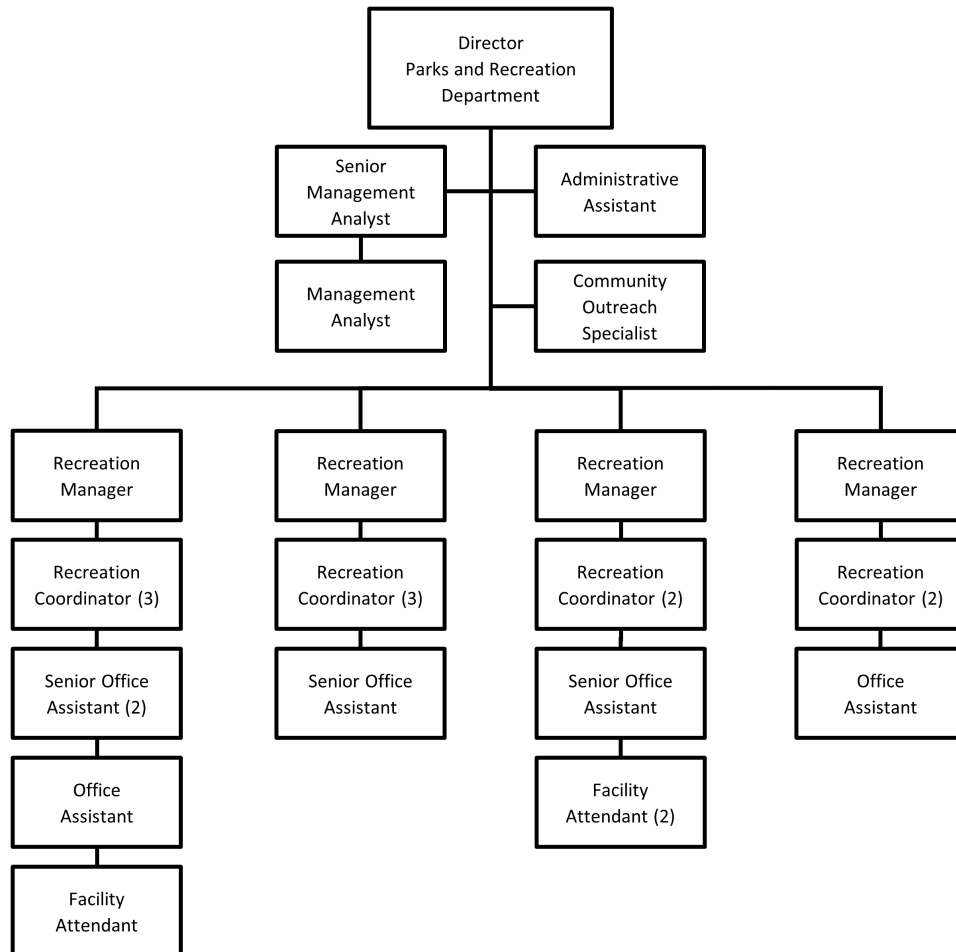 Director
Parks and Recreation
Department
Senior
Management
Analyst
Administrative
Assistant
Management
Analyst
Community
Outreach
Specialist
Recreation
Manager
Recreation
Manager
Recreation
Manager
Recreation
Manager
Recreation
Coordinator (3)
Recreation
Coordinator (3)
Recreation
Coordinator (2)
Recreation
Coordinator (2)
Senior Office
Assistant (2)
Senior Office
Assistant
Senior Office
Assistant
Office
Assistant
Office
Assistant
Facility
Attendant (2)
Facility
Attendant